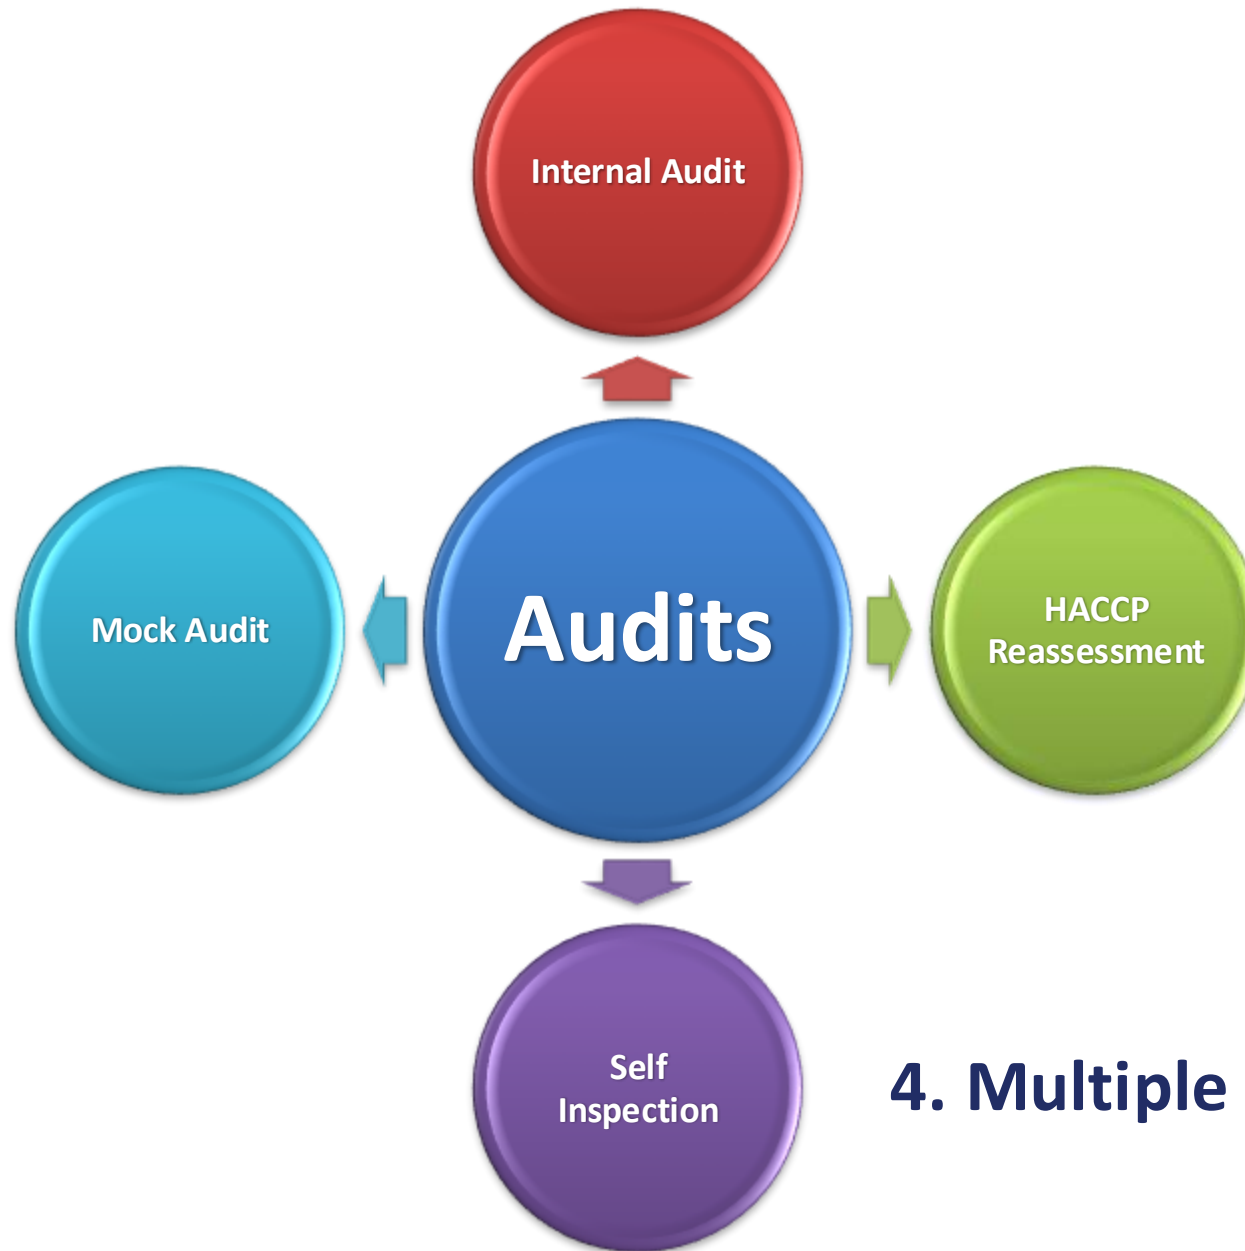 Internal Audit
Mock Audit
Audits
HACCP
Reassessment
Self
Inspection
4. Multiple